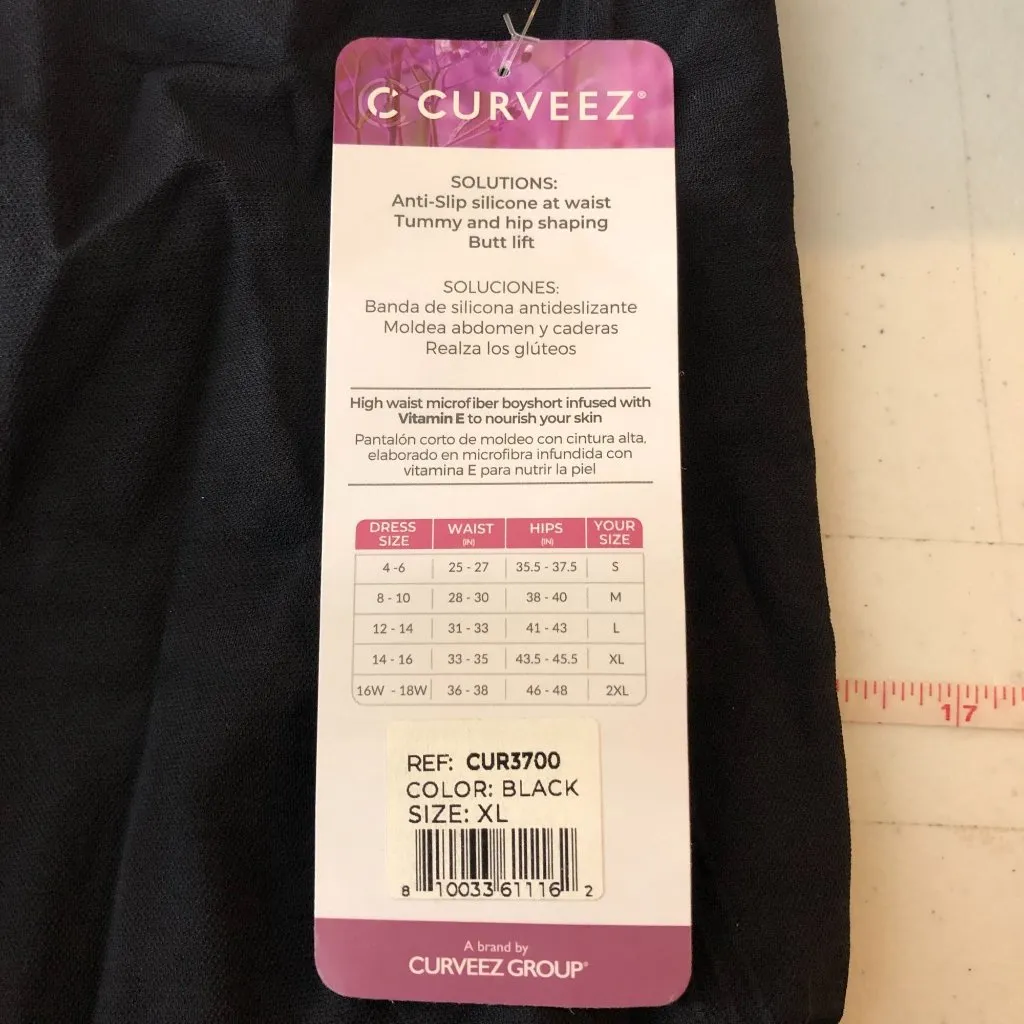 C CURVEEZ®
SOLUTIONS:
Anti-Slip silicone at waist
Tummy and hip shaping
Butt lift
SOLUCIONES:
Banda de silicona antideslizante
Moldea abdomen y caderas
Realza los glúteos
High waist microfiber boyshort infused with
Vitamin E to nourish your skin
Pantalón corto de moldeo con cintura alta,
elaborado en microfibra infundida con
vitamina E para nutrir la piel
DRESS SIZE WAIST (IN) HIPS (IN) YOUR SIZE
4 -6 25 - 27 35.5 - 37.5 S
8 - 10 28 - 30 38 - 40 M
12 - 14 31 - 33 41 - 43 L
14 - 16 33 - 35 43.5 - 45.5 XL
16W - 18W 36 - 38 46 - 48 2XL
REF: CUR3700
COLOR: BLACK
SIZE: XL
8 10033 61116 2
A brand by
CURVEEZ GROUP®
17